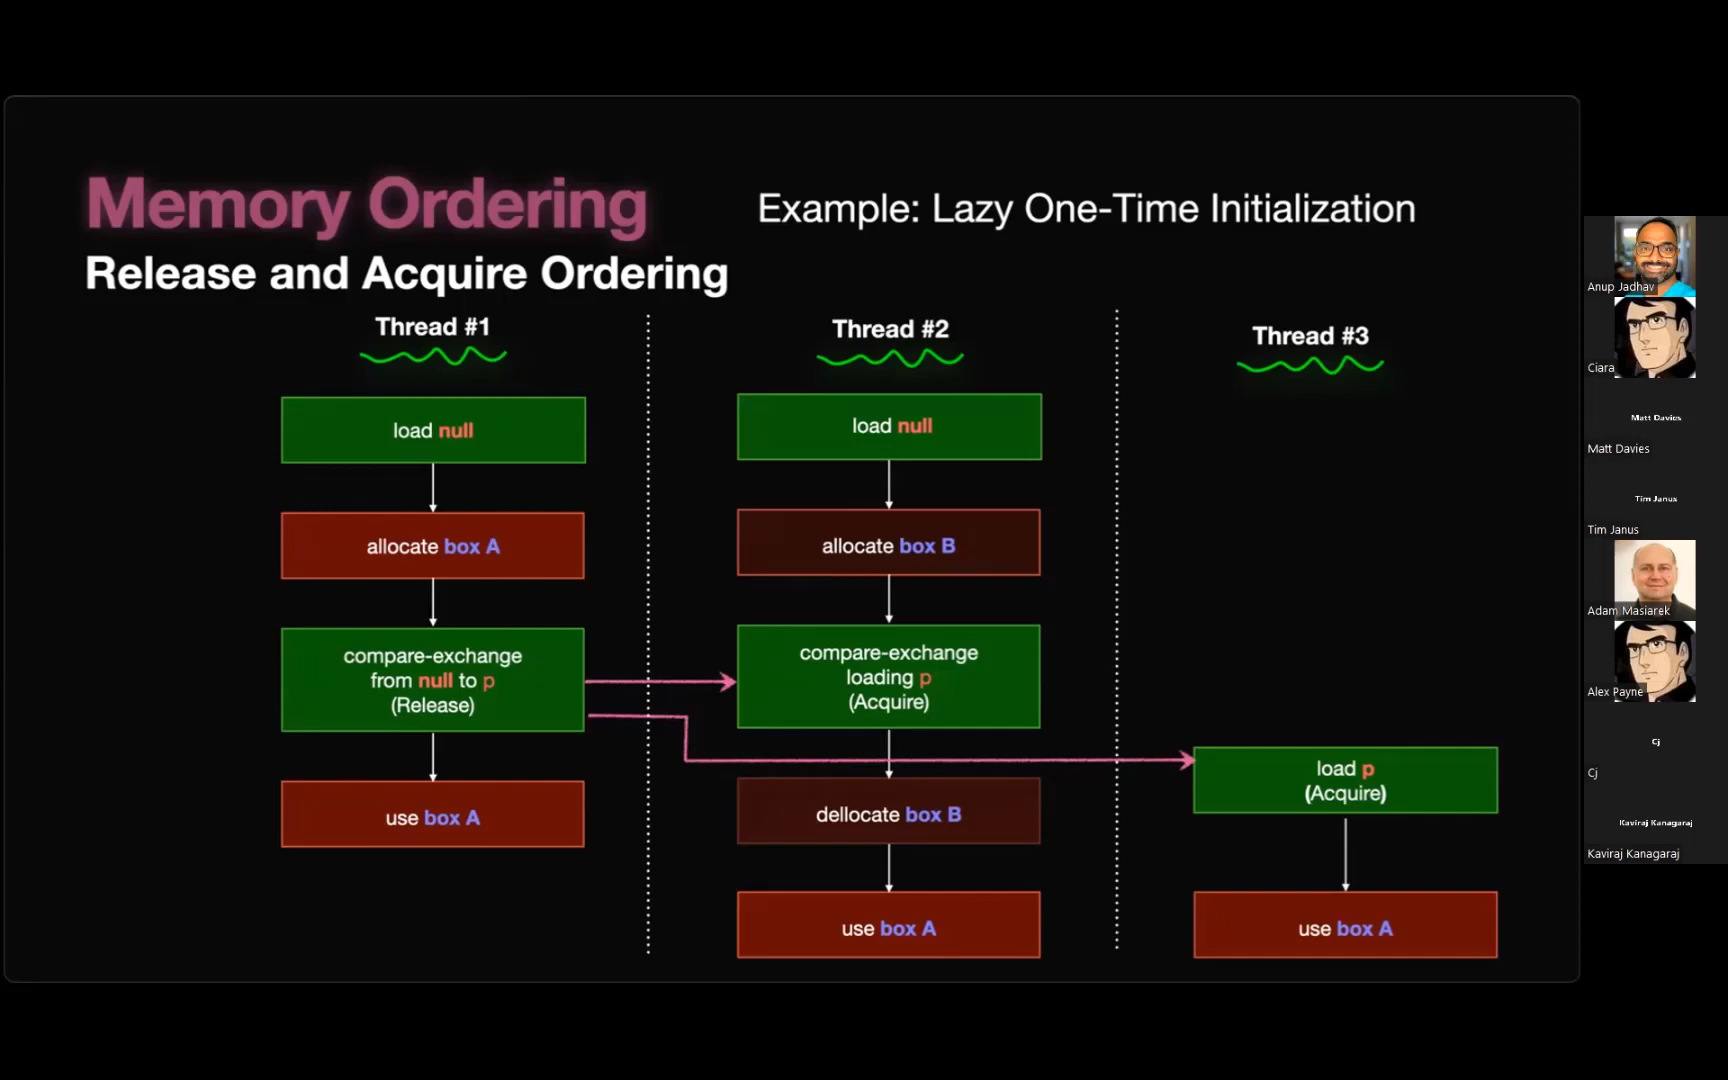 Memory Ordering
Example: Lazy One-Time Initialization
Release and Acquire Ordering
Thread #1
load null
allocate box A
compare-exchange
from null to p
(Release)
use box A
Thread #2
load null
allocate box B
compare-exchange
loading p
(Acquire)
dellocate box B
use box A
Thread #3
load p
(Acquire)
use box A
Anup Jadhav
Ciara
Matt Davies
Matt Davies
Tim Janus
Tim Janus
Adam Masiarek
Alex Payne
Cj
Cj
Kaviraj Kanagaraj
Kaviraj Kanagaraj